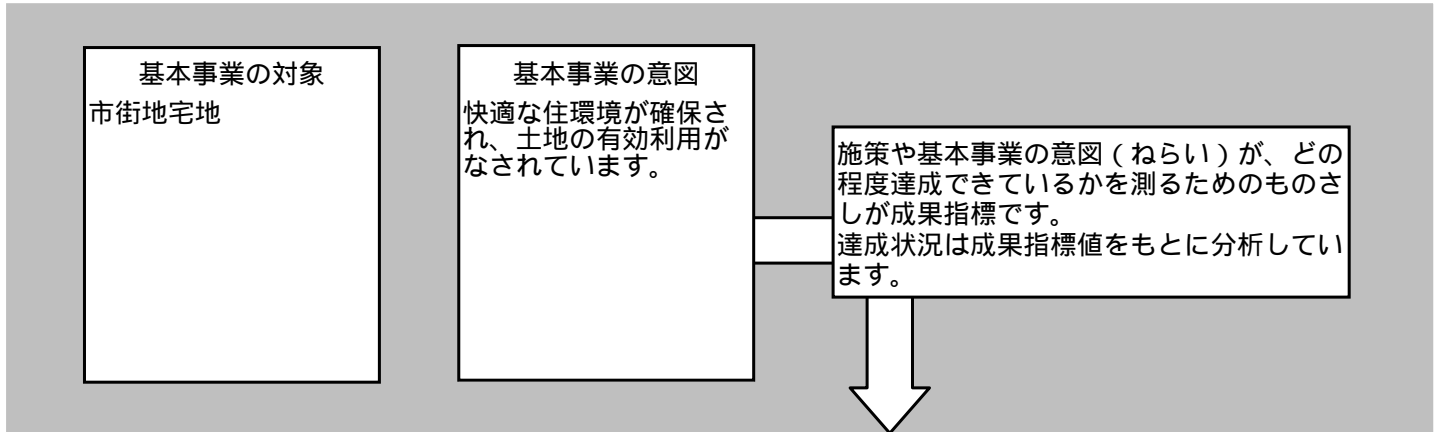 基本事業の対象
市街地宅地
基本事業の意図
快適な住環境が確保さ
れ、土地の有効利用が
なされています。
施策や基本事業の意図(ねらい)が、どの
程度達成できているかを測るためのものさ
しが成果指標です。
達成状況は成果指標値をもとに分析してい
ます。